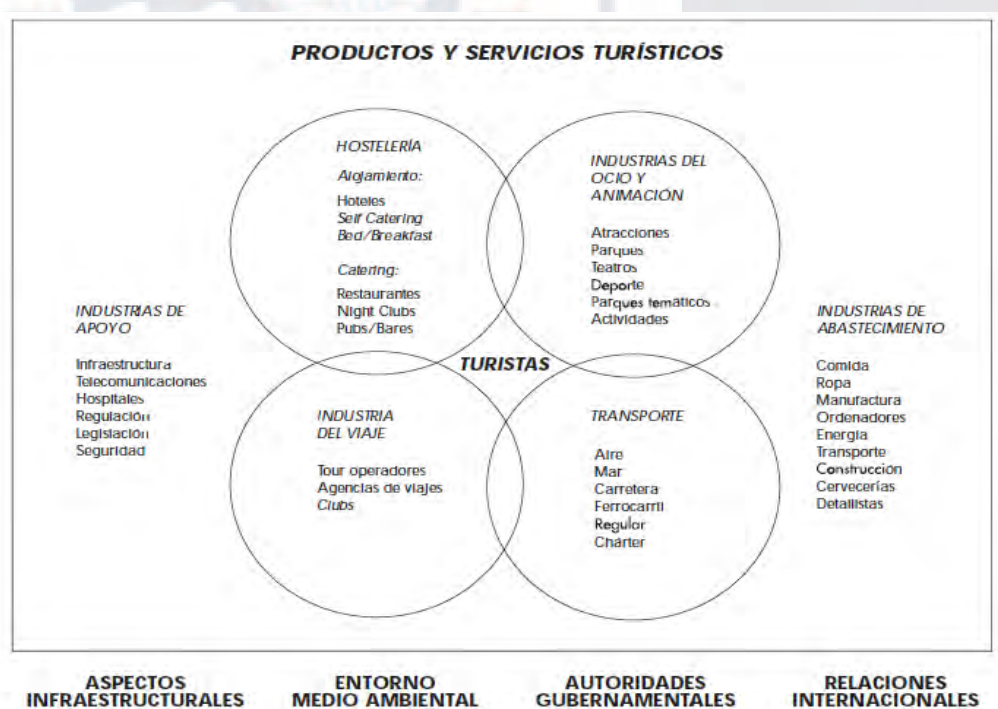 PRODUCTOS Y SERVICIOS TURÍSTICOS
HOSTELERÍA
Alojamiento:
Hoteles
Self Catering
Bed/Breakfast
Catering:
Restaurantes
Night Clubs
Pubs/Bares
INDUSTRIAS DEL
OCIO Y
ANIMACIÓN
Atracciones
Parques
Teatros
Deporte
Parques temáticos
Actividades
INDUSTRIAS DE
APOYO
Infraestructura
Telecomunicaciones
Hospitales
Regulación
Legislación
Seguridad
TURISTAS
INDUSTRIAS DE
ABASTECIMIENTO
Comida
Ropa
Manufactura
Ordenadores
Energía
Transporte
Construcción
Cervecerías
Detallistas
INDUSTRIA
DEL VIAJE
Tour operadores
Agencias de viajes
Clubs
TRANSPORTE
Aire
Mar
Carretera
Ferrocarril
Regular
Chárter
ASPECTOS
INFRAESTRUCTURALES
ENTORNO
MEDIO AMBIENTAL
AUTORIDADES
GUBERNAMENTALES
RELACIONES
INTERNACIONALES